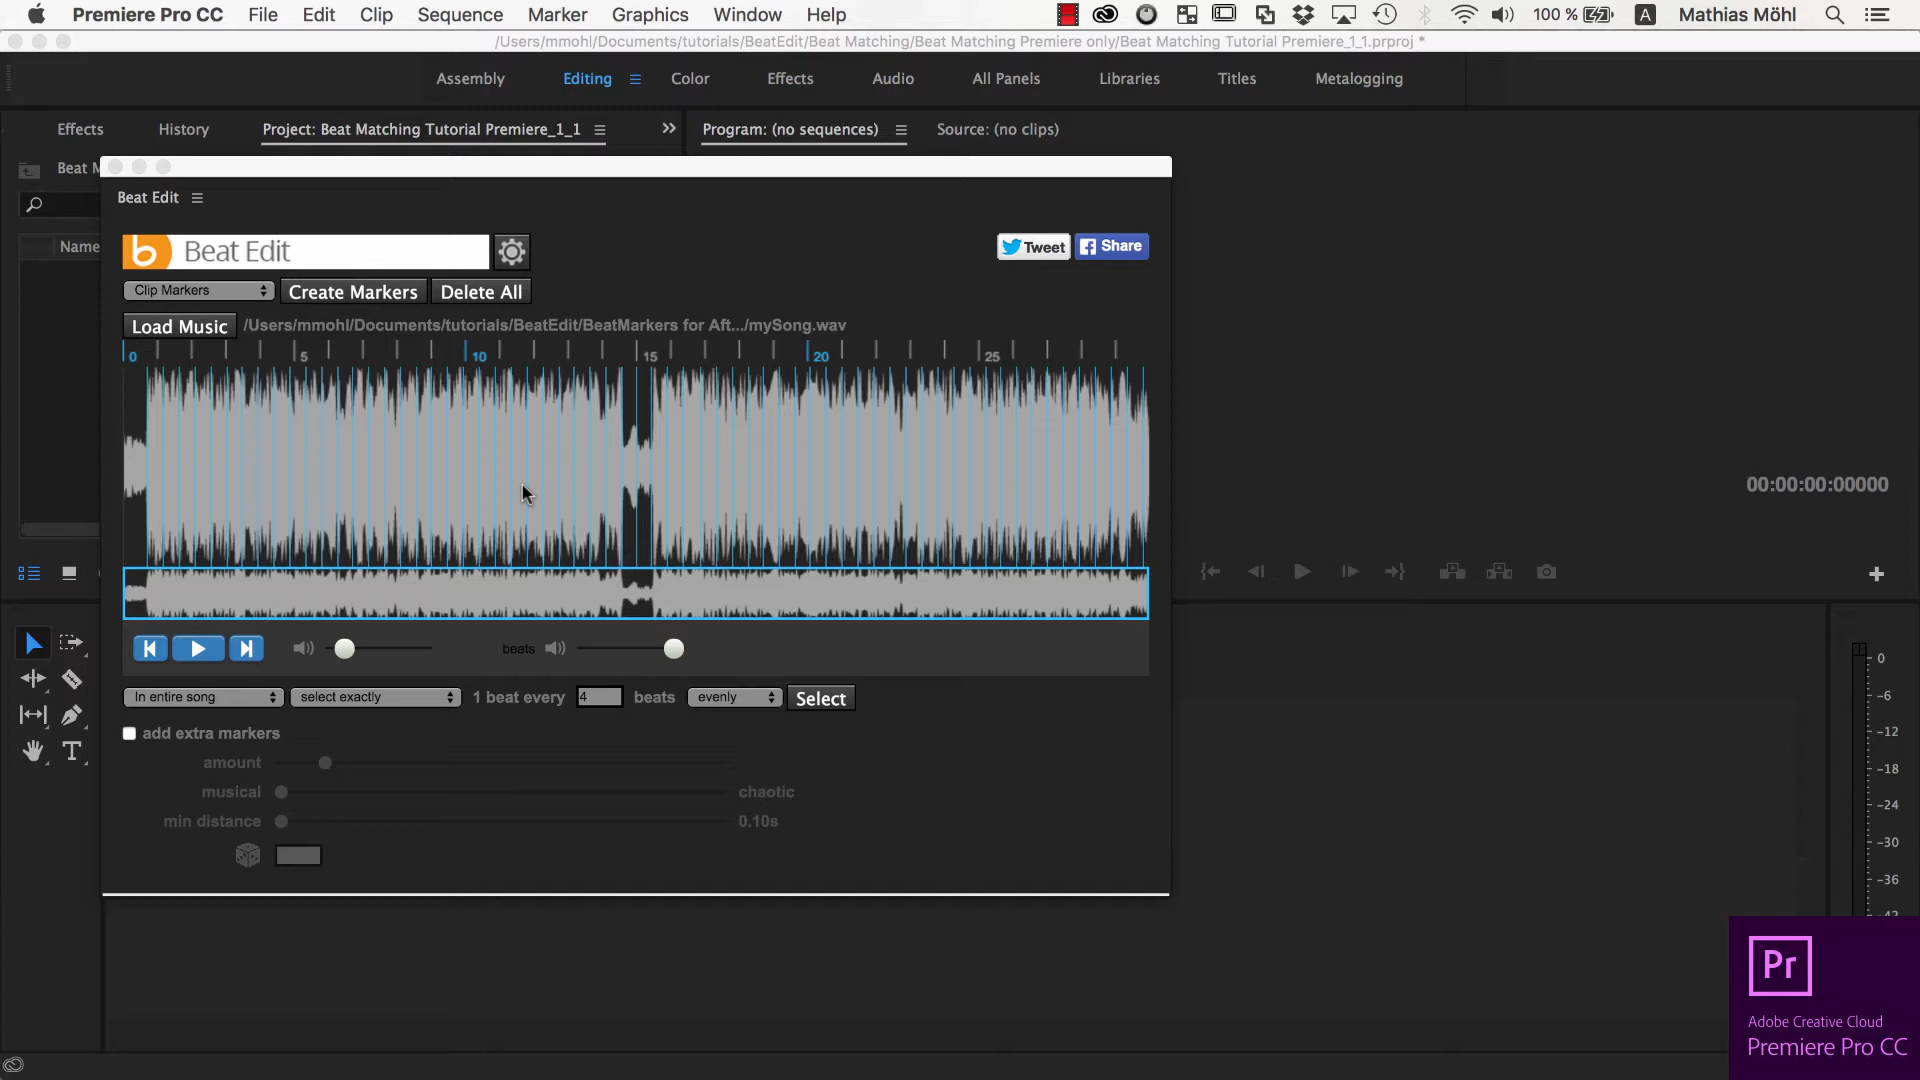 Premiere Pro CC File Edit Clip Sequence Marker Graphics Window Help 100 % A Mathias Möhl
/Users/mmohl/Documents/tutorials/BeatEdit/Beat Matching/Beat Matching Premiere only/Beat Matching Tutorial Premiere_1_1.prproj *
Assembly Editing Color Effects Audio All Panels Libraries Titles Metalogging
Effects History Project: Beat Matching Tutorial Premiere_1_1 Program: (no sequences) Source: (no clips)
Beat M
Beat Edit
Name
b Beat Edit Tweet Share
Clip Markers Create Markers Delete All
Load Music /Users/mmohl/Documents/tutorials/BeatEdit/BeatMarkers for Aft.../mySong.wav
0 5 10 15 20 25
00:00:00:00000
beats
In entire song select exactly 1 beat every 4 beats evenly Select
add extra markers
amount
musical chaotic
min distance 0.10s
T
0
-6
-12
-18
-24
-30
-36
Pr
Adobe Creative Cloud
Premiere Pro CC